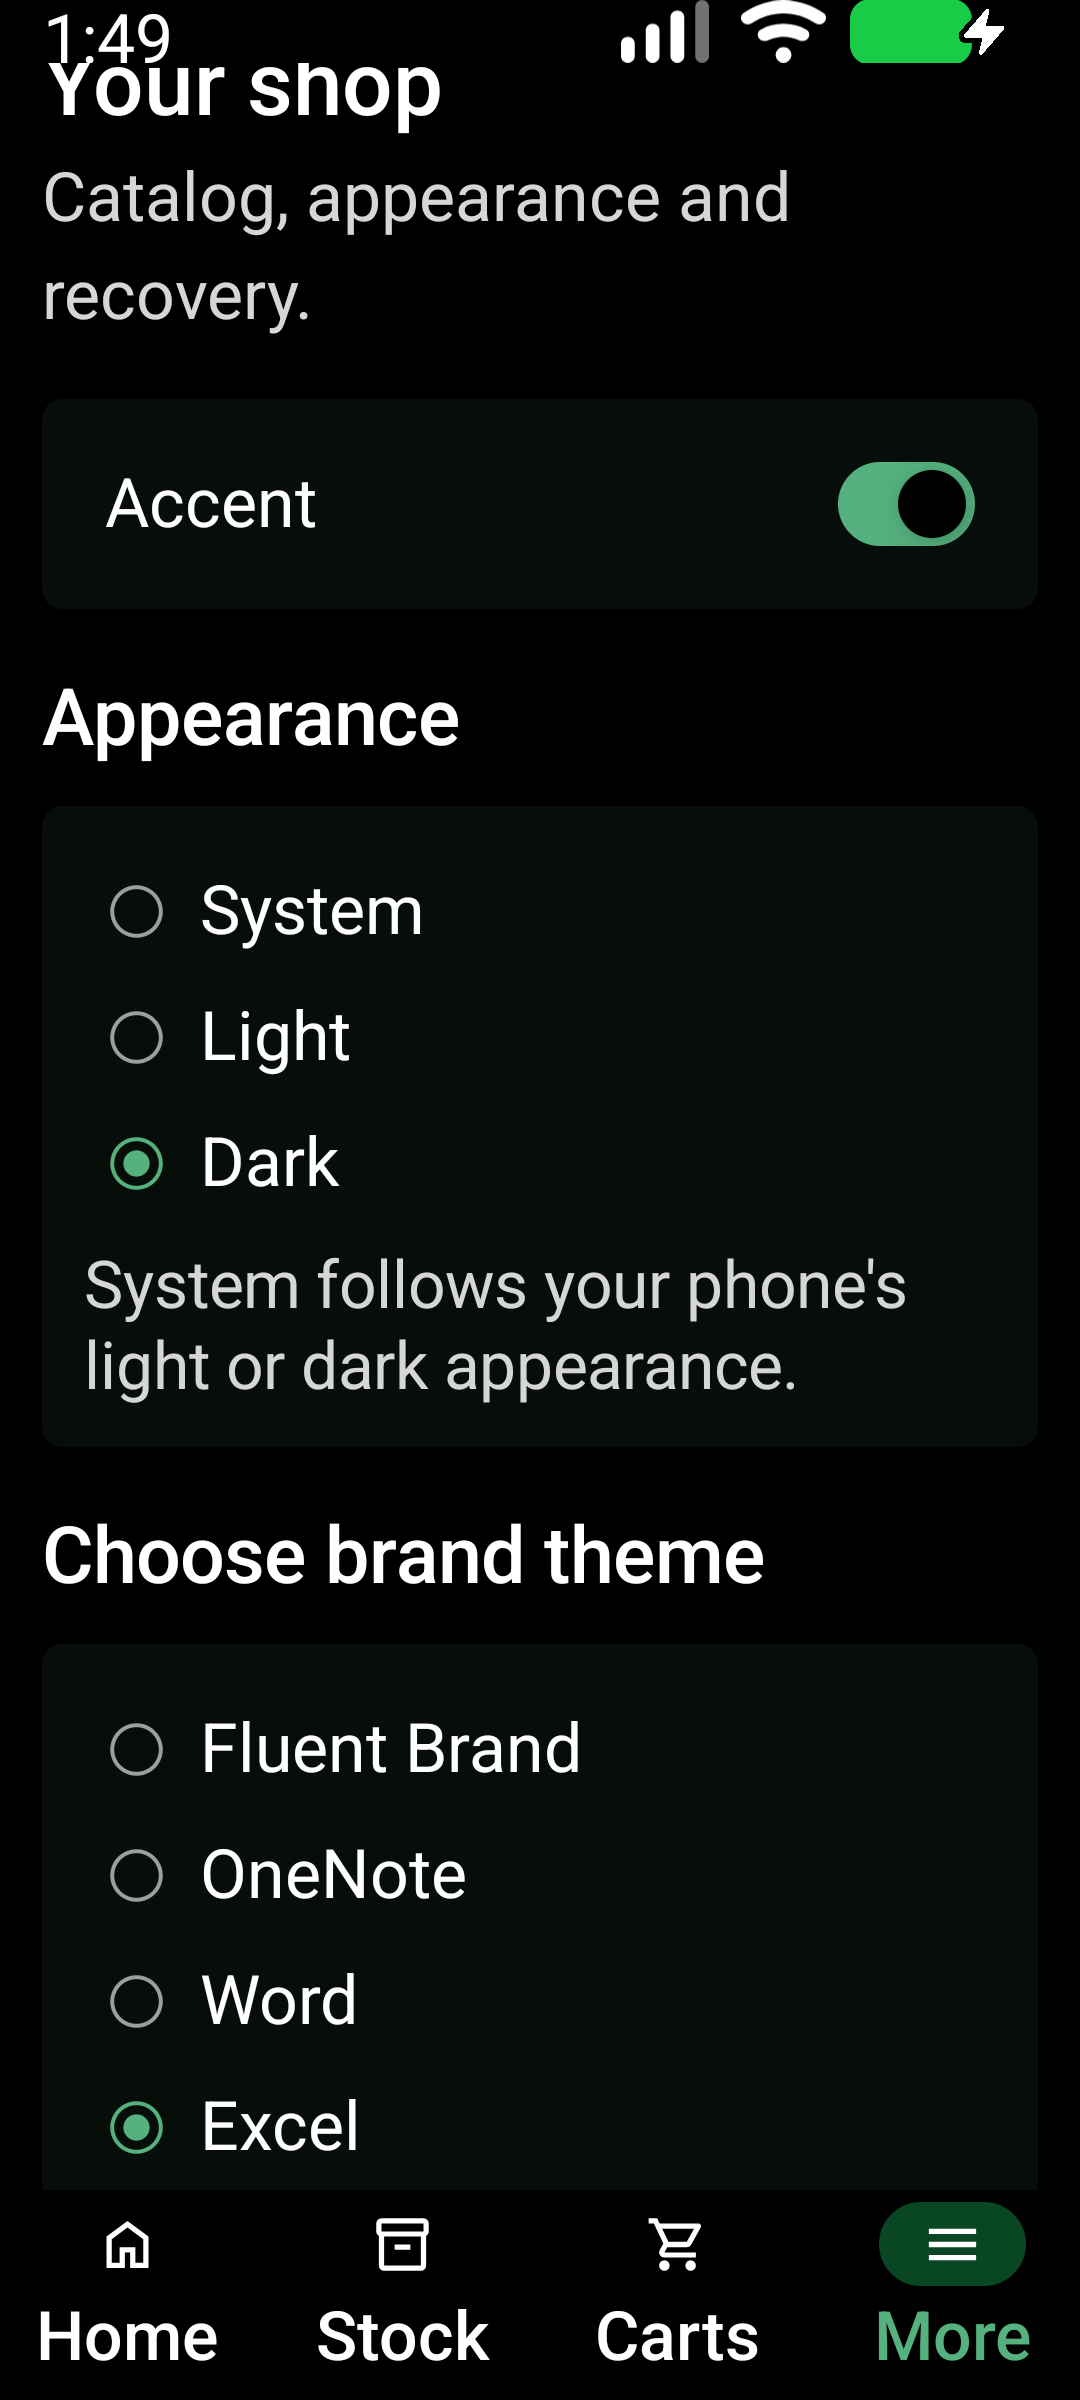 1:49
Your shop
Catalog, appearance and
recovery.
Accent
Appearance
System
Light
Dark
System follows your phone's
light or dark appearance.
Choose brand theme
Fluent Brand
OneNote
Word
Excel
Home
Stock
Carts
More